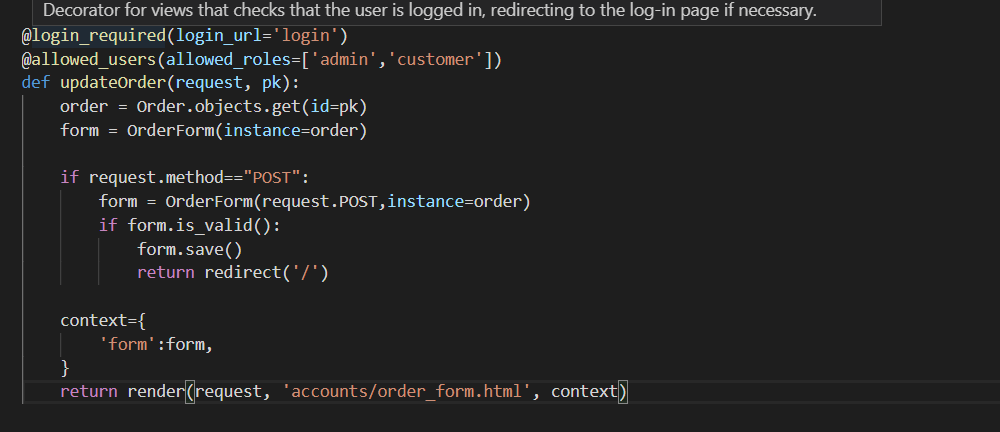 Decorator for views that checks that the user is logged in, redirecting to the log-in page if necessary.
@login_required(login_url='login')
@allowed_users(allowed_roles=['admin','customer'])
def updateOrder(request, pk):
    order = Order.objects.get(id=pk)
    form = OrderForm(instance=order)

    if request.method=="POST":
        form = OrderForm(request.POST,instance=order)
        if form.is_valid():
            form.save()
            return redirect('/')

    context={
        'form':form,
    }
    return render(request, 'accounts/order_form.html', context)